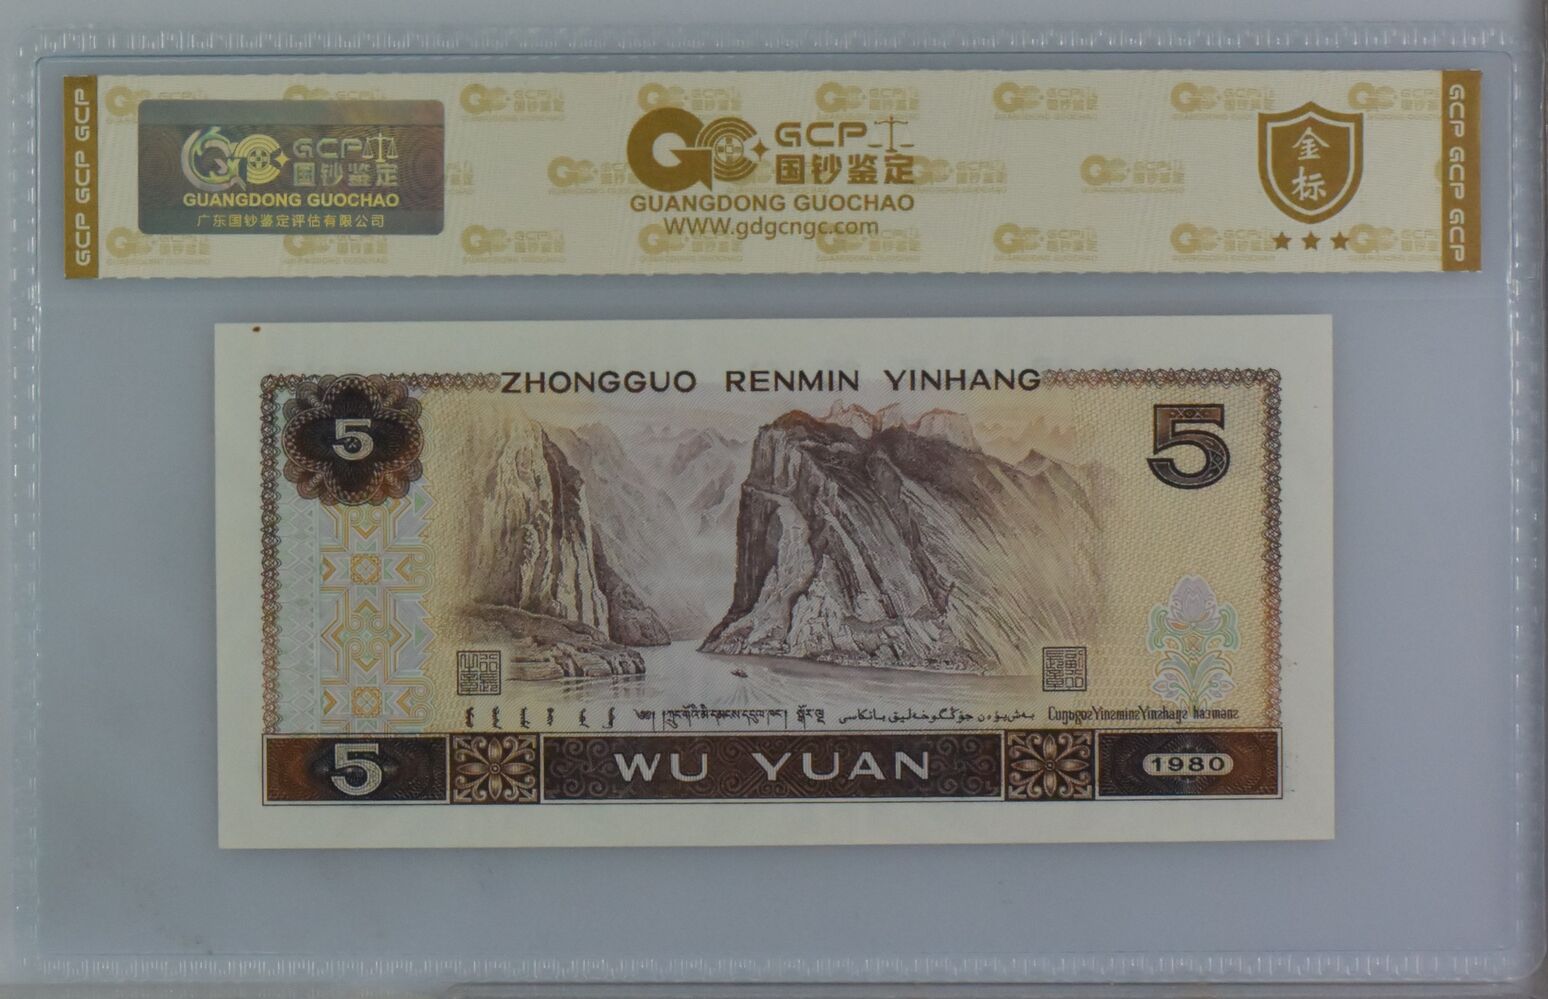 GCP GCP GCP
GCP
国钞鉴定
GUANGDONG GUOCHAO
广东国钞鉴定评估有限公司
GCP
国钞鉴定
GUANGDONG GUOCHAO
WWW.gdgcngc.com
金标
GCP GCP GCP
ZHONGGUO RENMIN YINHANG
5
5
5
WU YUAN
1980